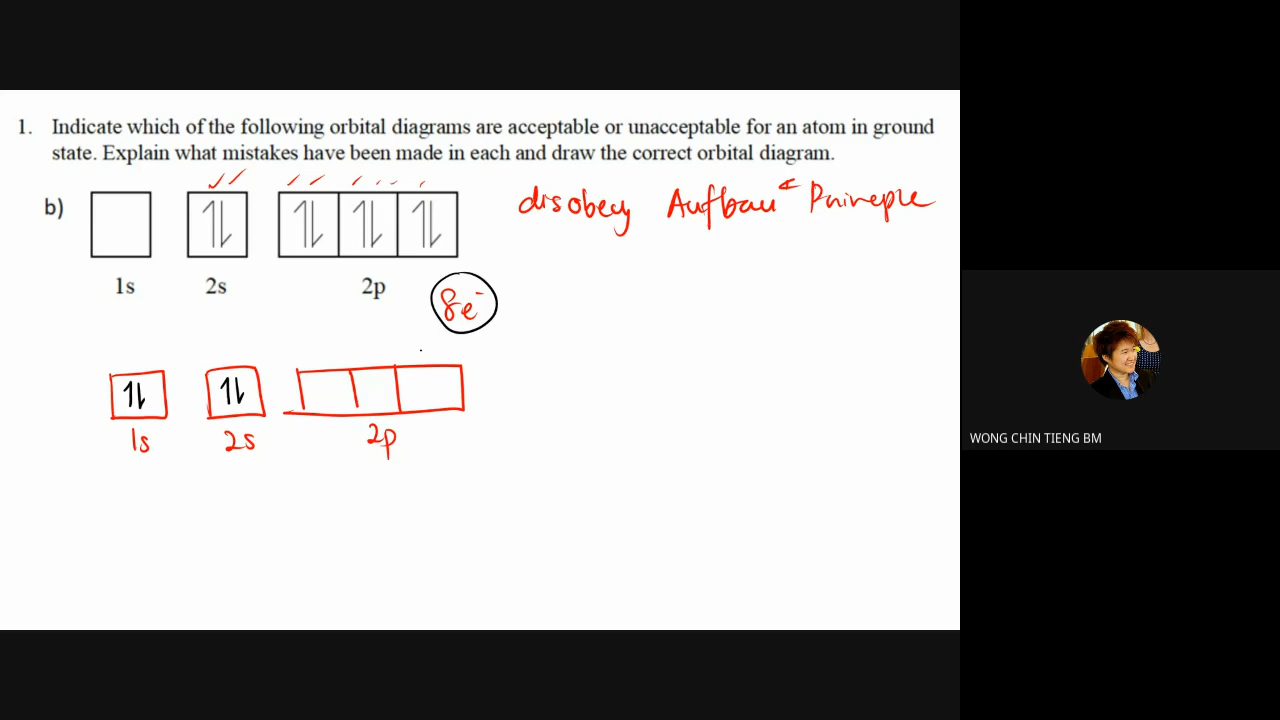 1. Indicate which of the following orbital diagrams are acceptable or unacceptable for an atom in ground
state. Explain what mistakes have been made in each and draw the correct orbital diagram.
b)
disobey Aufbau
1s 2s 2p
8e⁻
1s 2s 2p
WONG CHIN TIENG BM